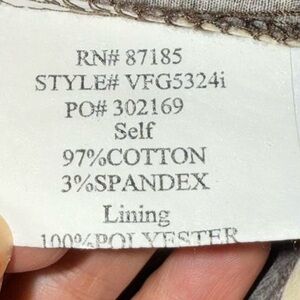 RN# 87185
STYLE# VFG5324i
PO# 302169
Self
97%COTTON
3%SPANDEX
Lining
100%POLYESTER